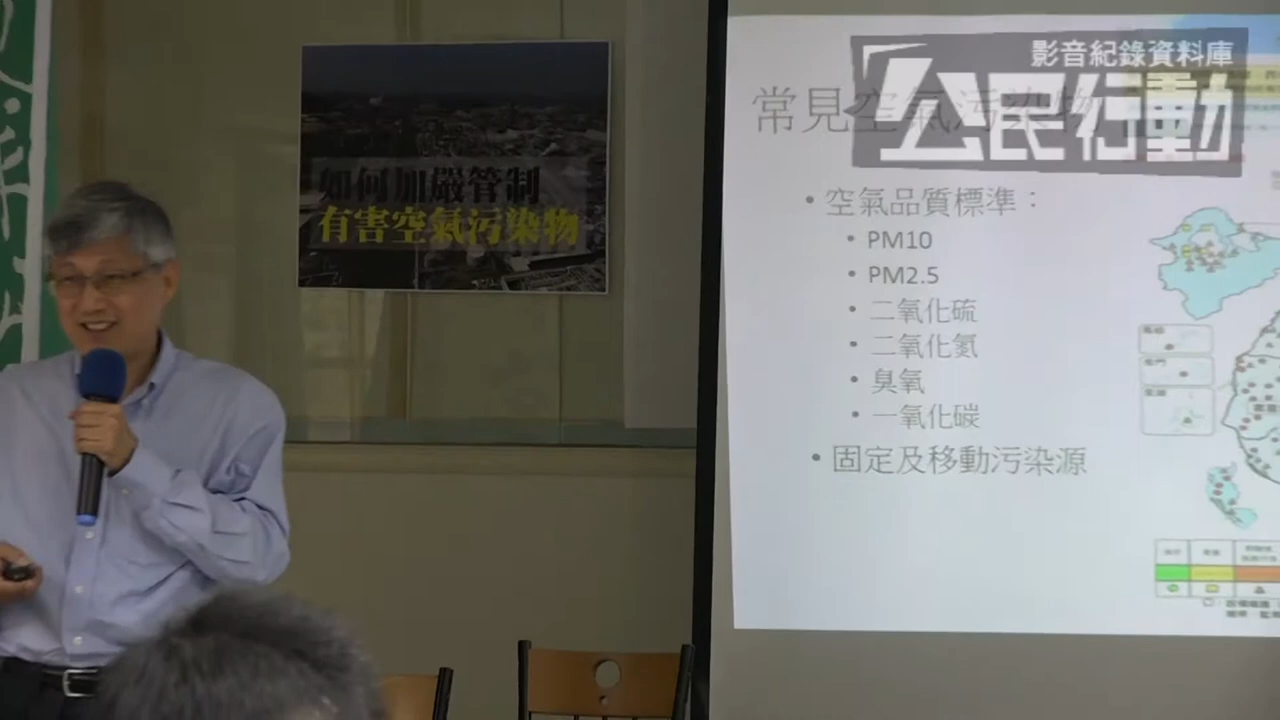 如何加嚴管制
有害空氣污染物
影音紀錄資料庫
公民行動
常見空氣污染物
• 空氣品質標準：
• PM10
• PM2.5
• 二氧化硫
• 二氧化氮
• 臭氧
• 一氧化碳
• 固定及移動污染源